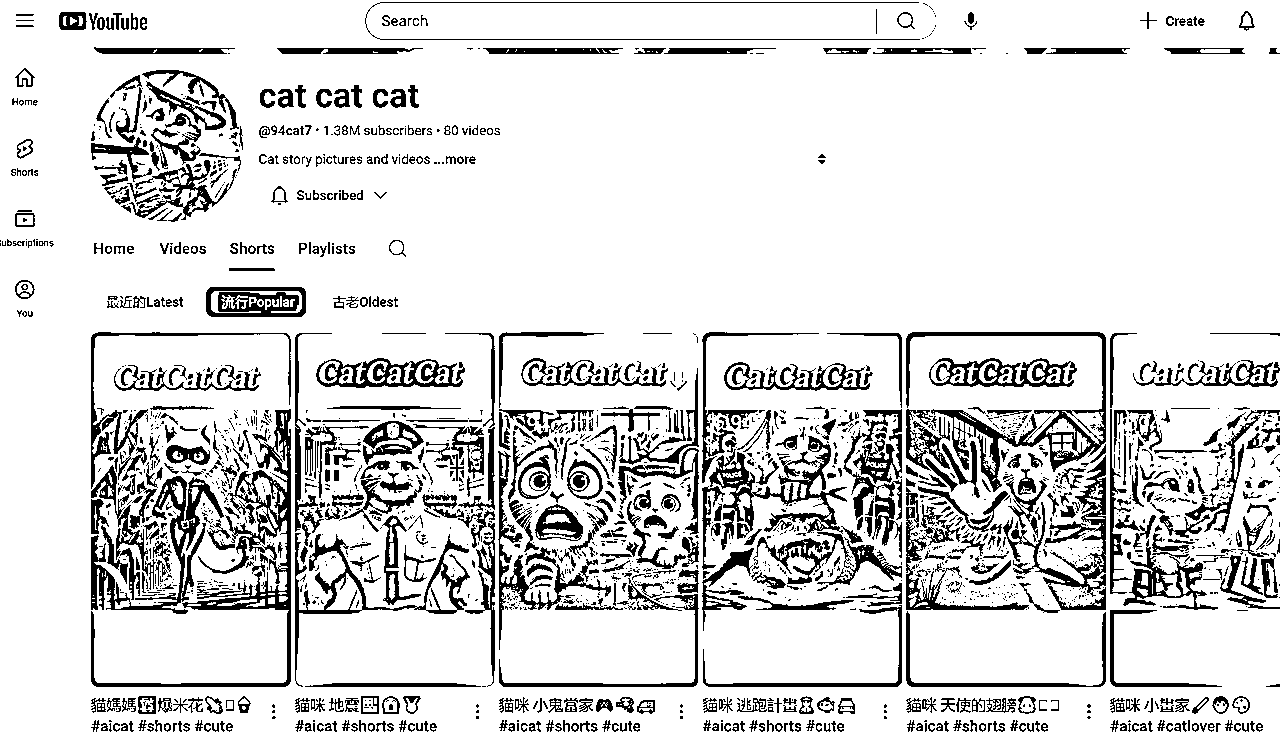 YouTube
Search
Create
Home
Shorts
Subscriptions
You
cat cat cat
@94cat7 • 1.38M subscribers • 80 videos
Cat story pictures and videos ...more
Subscribed
Home Videos Shorts Playlists
最近的Latest 流行Popular 古老Oldest
CatCatCat CatCatCat CatCatCat CatCatCat CatCatCat CatCatCat
貓媽媽 爆米花
#aicat #shorts #cute
貓咪 地震
#aicat #shorts #cute
貓咪 小鬼當家
#aicat #shorts #cute
貓咪 逃跑計
#aicat #shorts #cute
貓咪 天使的翅膀
#aicat #shorts #cute
貓咪 小 家
#aicat #catlover #cute